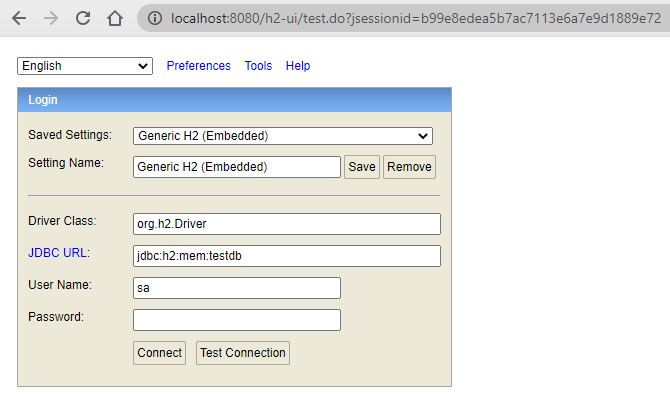 localhost:8080/h2-ui/test.do?jsessionid=b99e8edea5b7ac7113e6a7e9d1889e72
English Preferences Tools Help
Login
Saved Settings: Generic H2 (Embedded)
Setting Name: Generic H2 (Embedded) Save Remove
Driver Class: org.h2.Driver
JDBC URL: jdbc:h2:mem:testdb
User Name: sa
Password:
Connect Test Connection